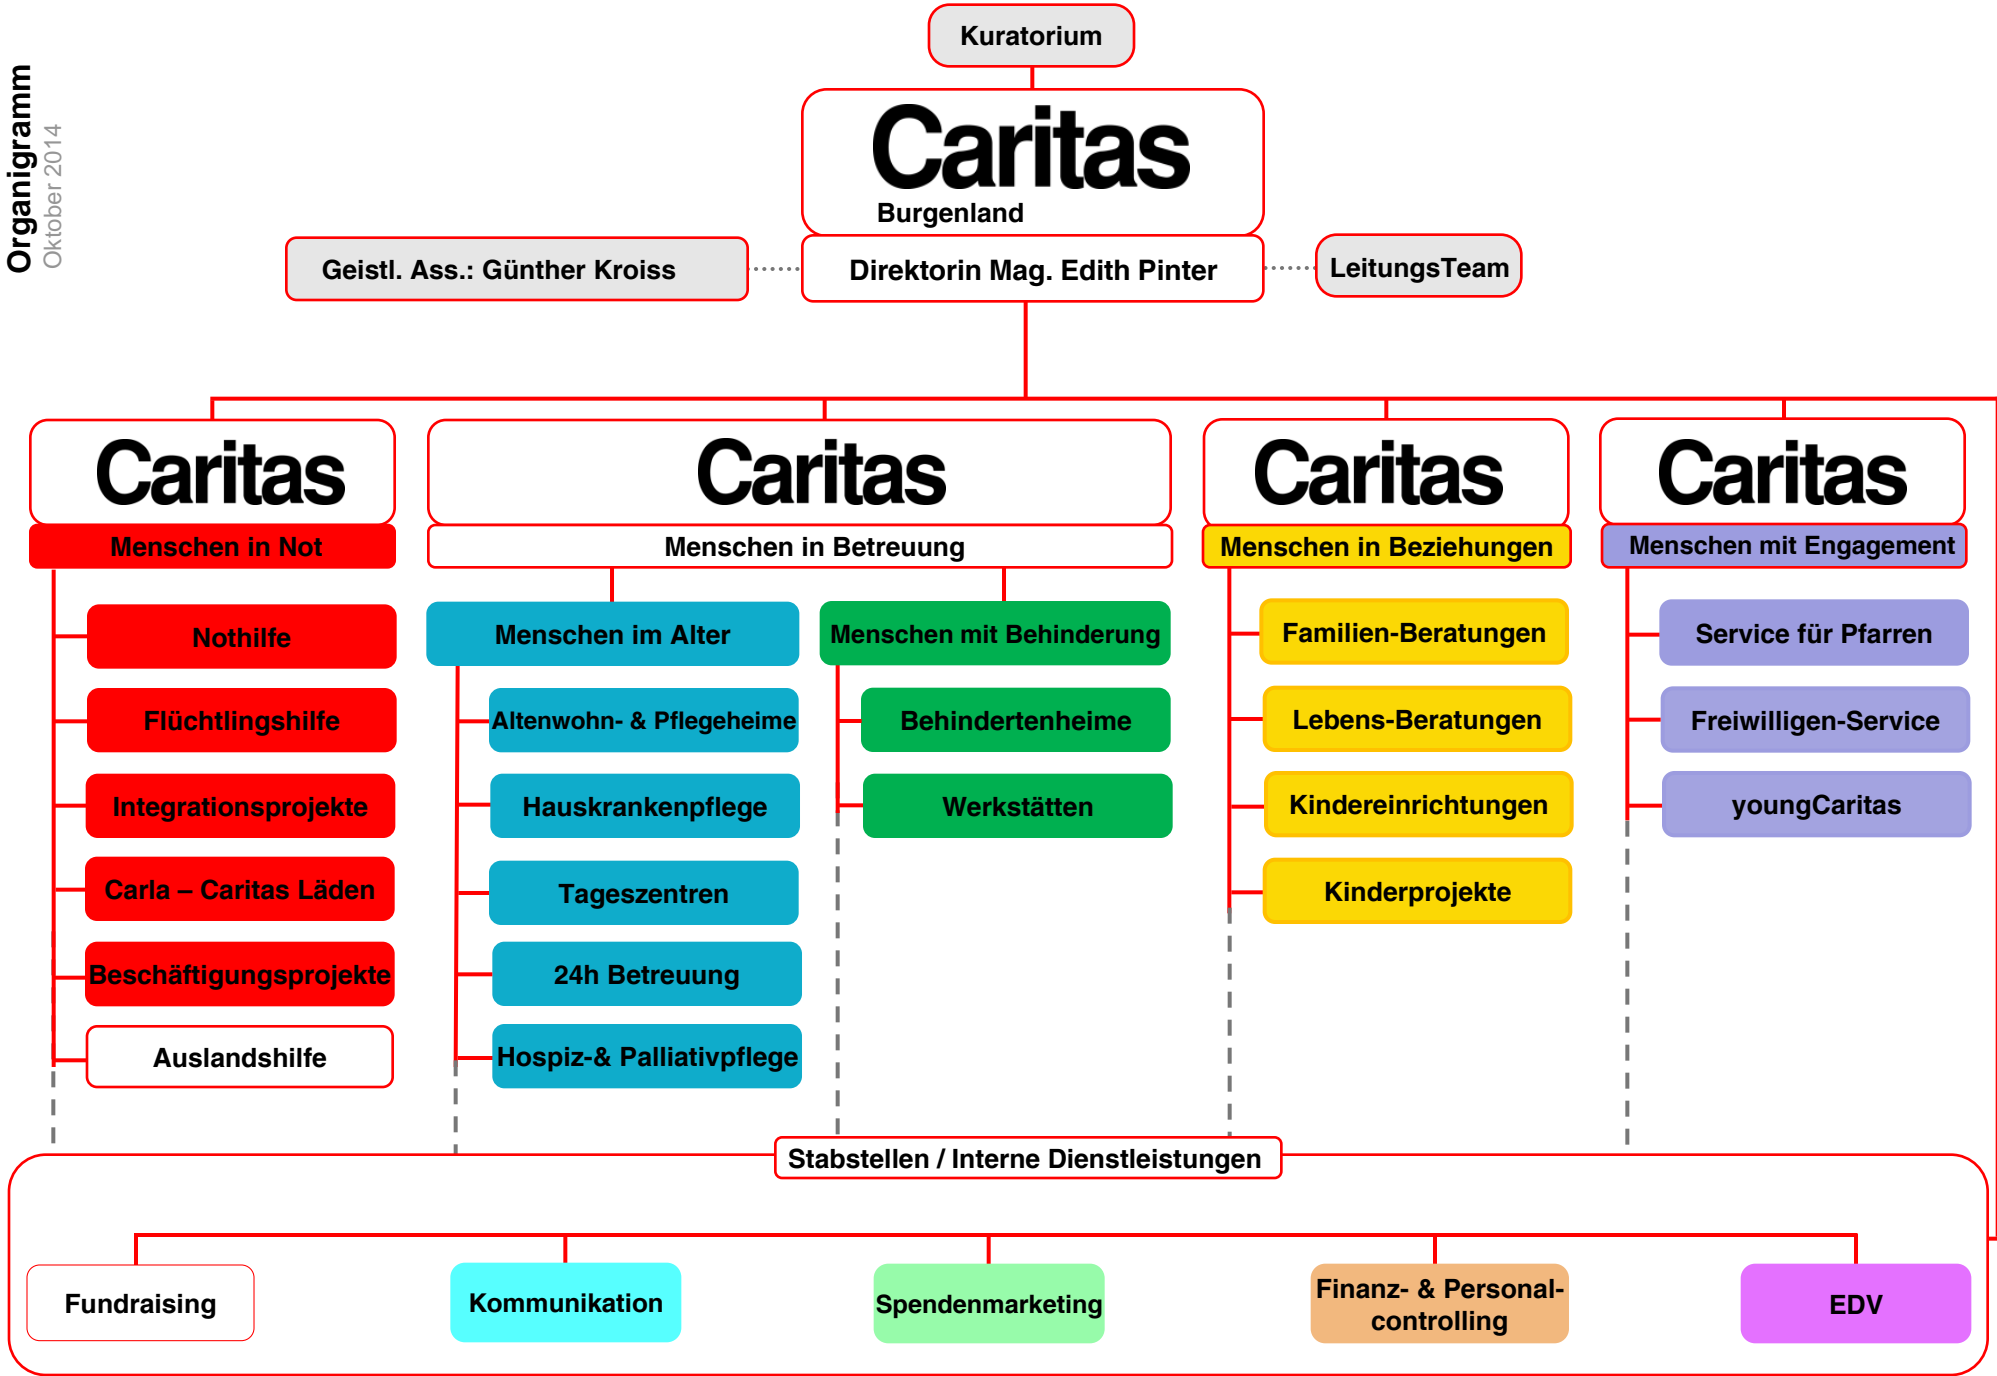 Organigramm
Oktober 2014
Kuratorium
Caritas
Burgenland
Geistl. Ass.: Günther Kroiss
Direktorin Mag. Edith Pinter
LeitungsTeam
Caritas
Menschen in Not
Nothilfe
Flüchtlingshilfe
Integrationsprojekte
Carla – Caritas Läden
Beschäftigungsprojekte
Auslandshilfe
Caritas
Menschen in Betreuung
Menschen im Alter
Altenwohn- & Pflegeheime
Hauskrankenpflege
Tageszentren
24h Betreuung
Hospiz-& Palliativpflege
Menschen mit Behinderung
Behindertenheime
Werkstätten
Caritas
Menschen in Beziehungen
Familien-Beratungen
Lebens-Beratungen
Kindereinrichtungen
Kinderprojekte
Caritas
Menschen mit Engagement
Service für Pfarren
Freiwilligen-Service
youngCaritas
Stabstellen / Interne Dienstleistungen
Fundraising
Kommunikation
Spendenmarketing
Finanz- & Personal-
controlling
EDV